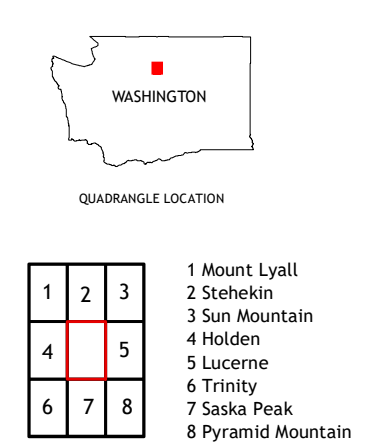 WASHINGTON
QUADRANGLE LOCATION
1 2 3
4 5
6 7 8
1 Mount Lyall
2 Stehekin
3 Sun Mountain
4 Holden
5 Lucerne
6 Trinity
7 Saska Peak
8 Pyramid Mountain